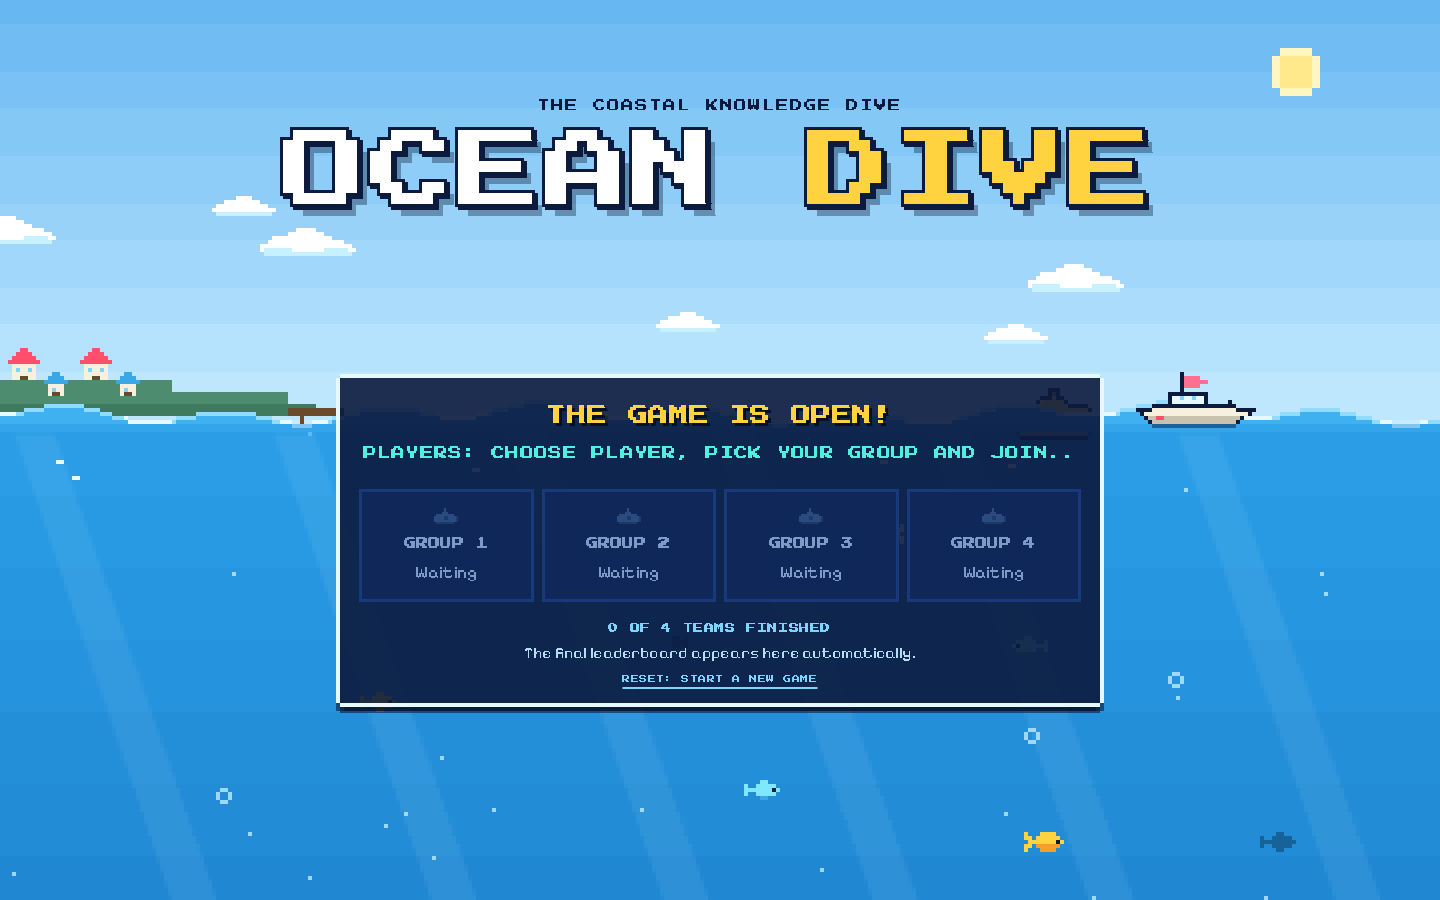 THE COASTAL KNOWLEDGE DIVE
OCEAN DIVE
THE GAME IS OPEN!
PLAYERS: CHOOSE PLAYER, PICK YOUR GROUP AND JOIN..
GROUP 1
Waiting
GROUP 2
Waiting
GROUP 3
Waiting
GROUP 4
Waiting
0 OF 4 TEAMS FINISHED
The final leaderboard appears here automatically.
RESET: START A NEW GAME